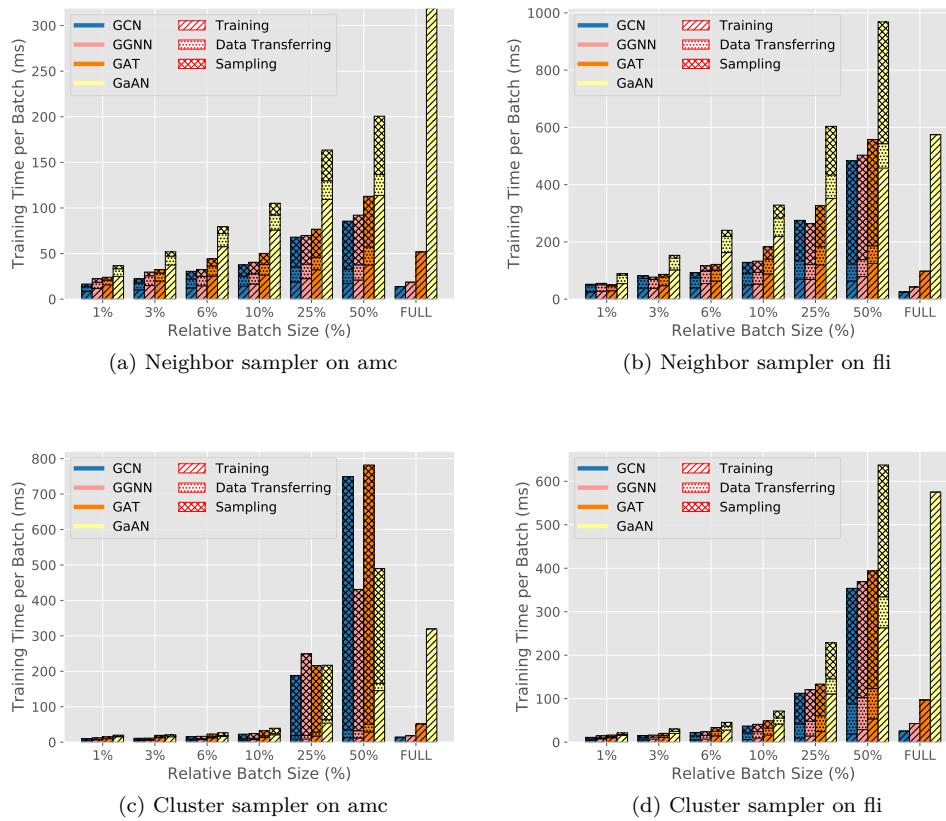 300
250
200
150
100
50
0
Training Time per Batch (ms)
GCN
GGNN
GAT
GaAN
Training
Data Transferring
Sampling
1% 3% 6% 10% 25% 50% FULL
Relative Batch Size (%)
(a) Neighbor sampler on amc
1000
800
600
400
200
0
Training Time per Batch (ms)
GCN
GGNN
GAT
GaAN
Training
Data Transferring
Sampling
1% 3% 6% 10% 25% 50% FULL
Relative Batch Size (%)
(b) Neighbor sampler on fli
800
700
600
500
400
300
200
100
0
Training Time per Batch (ms)
GCN
GGNN
GAT
GaAN
Training
Data Transferring
Sampling
1% 3% 6% 10% 25% 50% FULL
Relative Batch Size (%)
(c) Cluster sampler on amc
600
500
400
300
200
100
0
Training Time per Batch (ms)
GCN
GGNN
GAT
GaAN
Training
Data Transferring
Sampling
1% 3% 6% 10% 25% 50% FULL
Relative Batch Size (%)
(d) Cluster sampler on fli